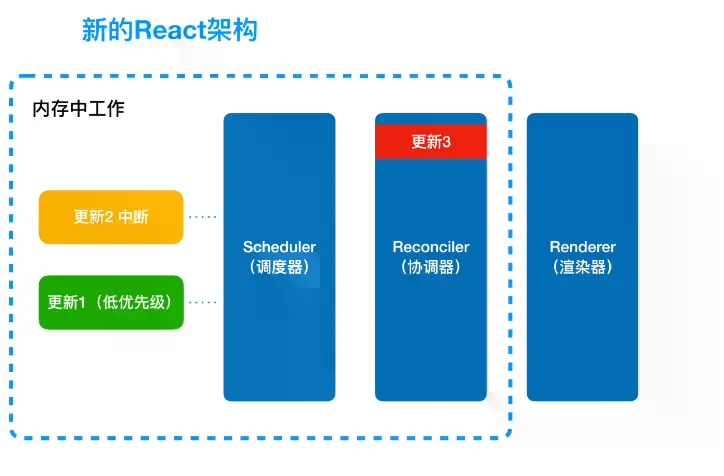 新的React架构
内存中工作
更新3
更新2 中断
更新1（低优先级）
Scheduler
（调度器）
Reconciler
（协调器）
Renderer
（渲染器）